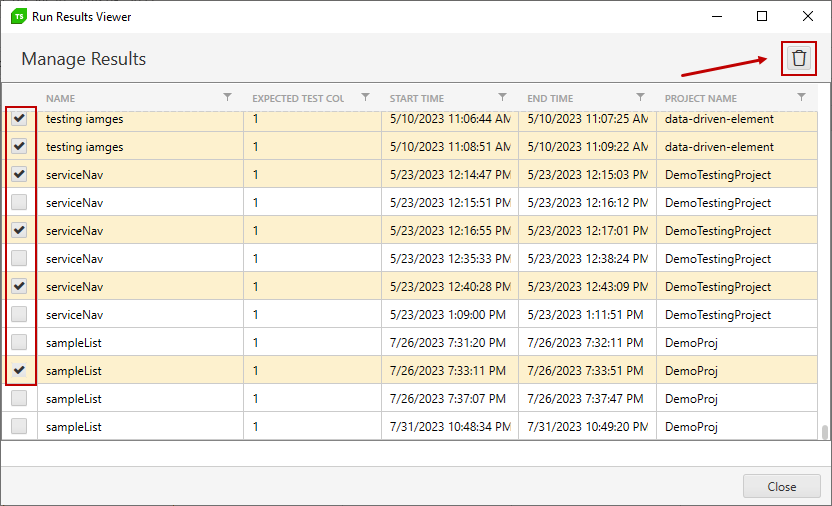 TS Run Results Viewer
Manage Results
NAME EXPECTED TEST COU START TIME END TIME PROJECT NAME
testing iamges 1 5/10/2023 11:06:44 AM 5/10/2023 11:07:25 AM data-driven-element
testing iamges 1 5/10/2023 11:08:51 AM 5/10/2023 11:09:22 AM data-driven-element
serviceNav 1 5/23/2023 12:14:47 PM 5/23/2023 12:15:03 PM DemoTestingProject
serviceNav 1 5/23/2023 12:15:51 PM 5/23/2023 12:16:12 PM DemoTestingProject
serviceNav 1 5/23/2023 12:16:55 PM 5/23/2023 12:17:01 PM DemoTestingProject
serviceNav 1 5/23/2023 12:35:33 PM 5/23/2023 12:38:24 PM DemoTestingProject
serviceNav 1 5/23/2023 12:40:28 PM 5/23/2023 12:43:09 PM DemoTestingProject
serviceNav 1 5/23/2023 1:09:00 PM 5/23/2023 1:11:51 PM DemoTestingProject
sampleList 1 7/26/2023 7:31:20 PM 7/26/2023 7:32:11 PM DemoProj
sampleList 1 7/26/2023 7:33:11 PM 7/26/2023 7:33:51 PM DemoProj
sampleList 1 7/26/2023 7:37:07 PM 7/26/2023 7:37:47 PM DemoProj
sampleList 1 7/31/2023 10:48:34 PM 7/31/2023 10:49:20 PM DemoProj
Close